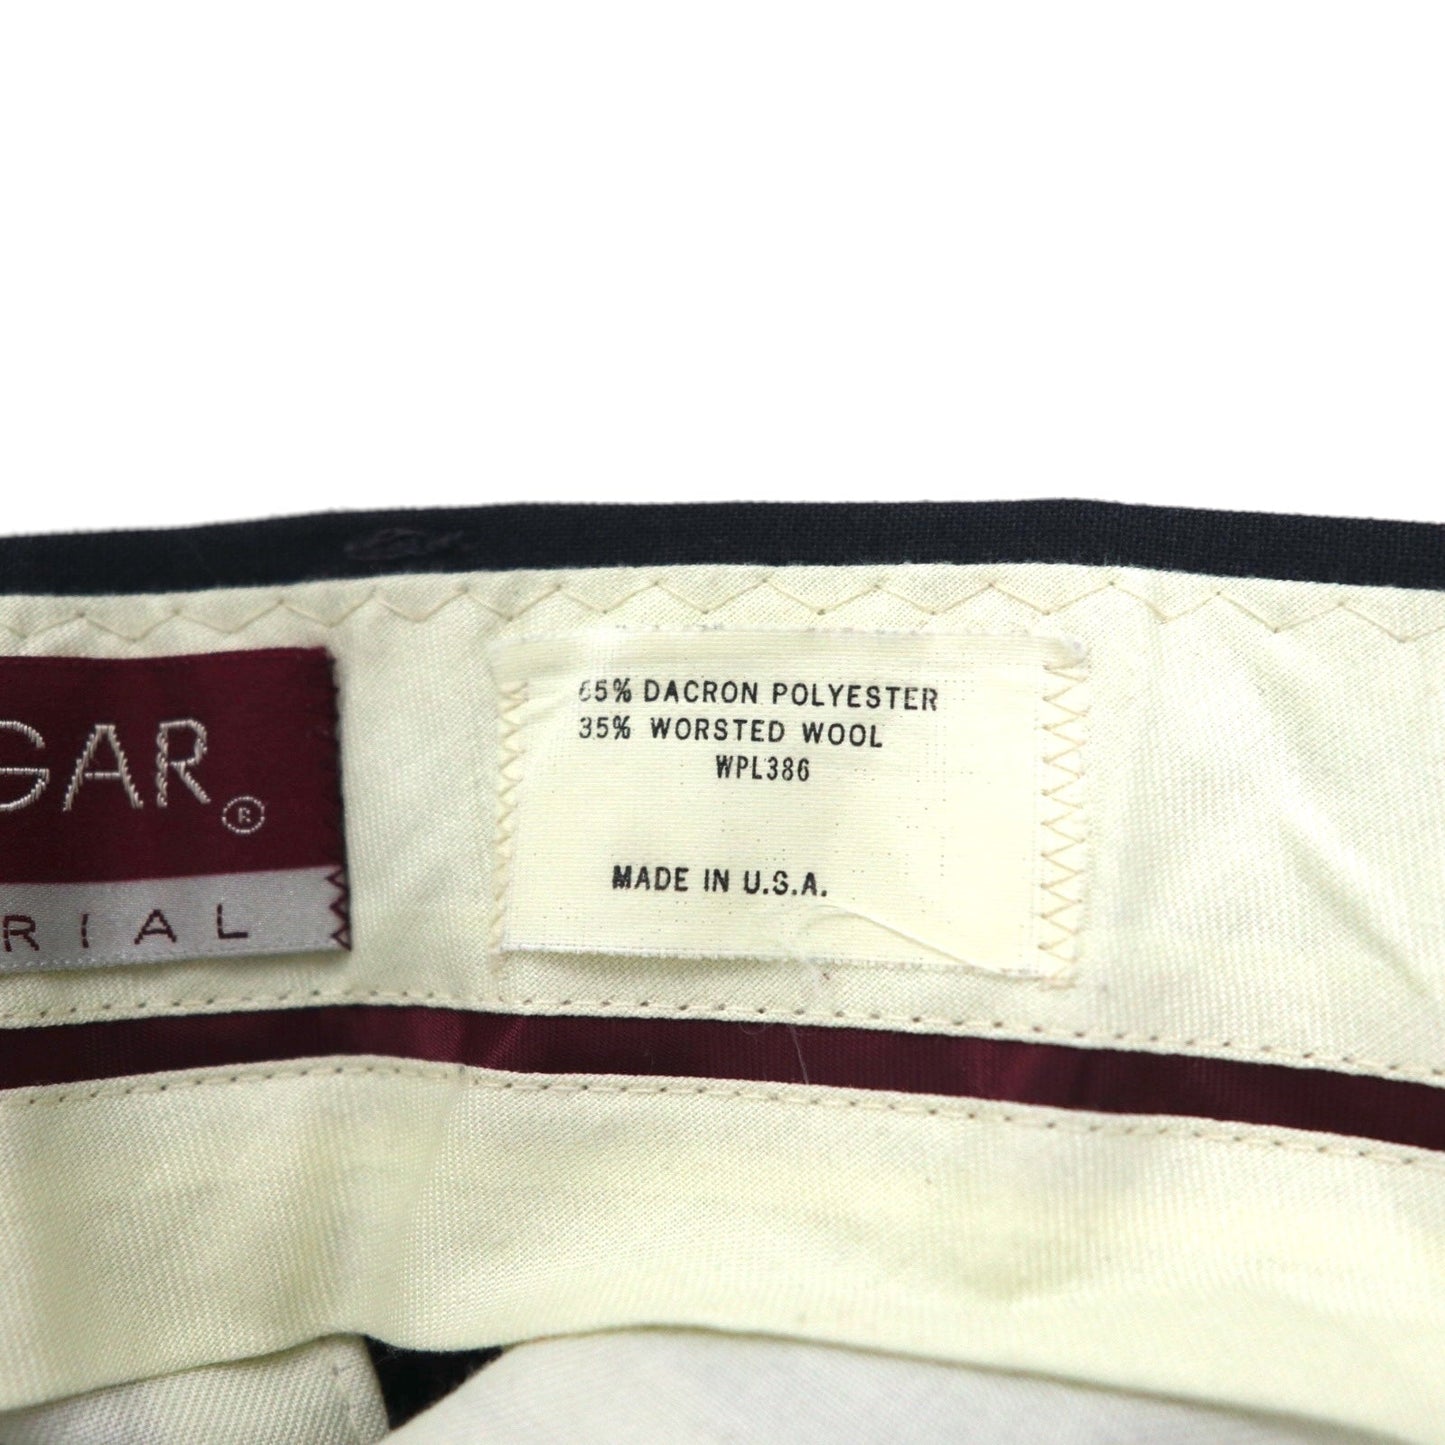 GAR®
RIAL
65% DACRON POLYESTER
35% WORSTED WOOL
WPL386
MADE IN U.S.A.